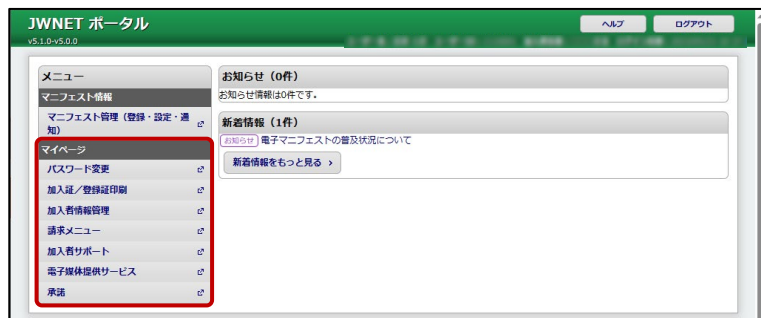 JWNET ポータル
v5.1.0-v5.0.0
ヘルプ
ログアウト
メニュー
マニフェスト情報
マニフェスト管理（登録・設定・通
知）
マイページ
パスワード変更
加入証／登録証印刷
加入者情報管理
請求メニュー
加入者サポート
電子媒体提供サービス
承諾
お知らせ（0件）
お知らせ情報は0件です。
新着情報（1件）
お知らせ 電子マニフェストの普及状況について
新着情報をもっと見る ›